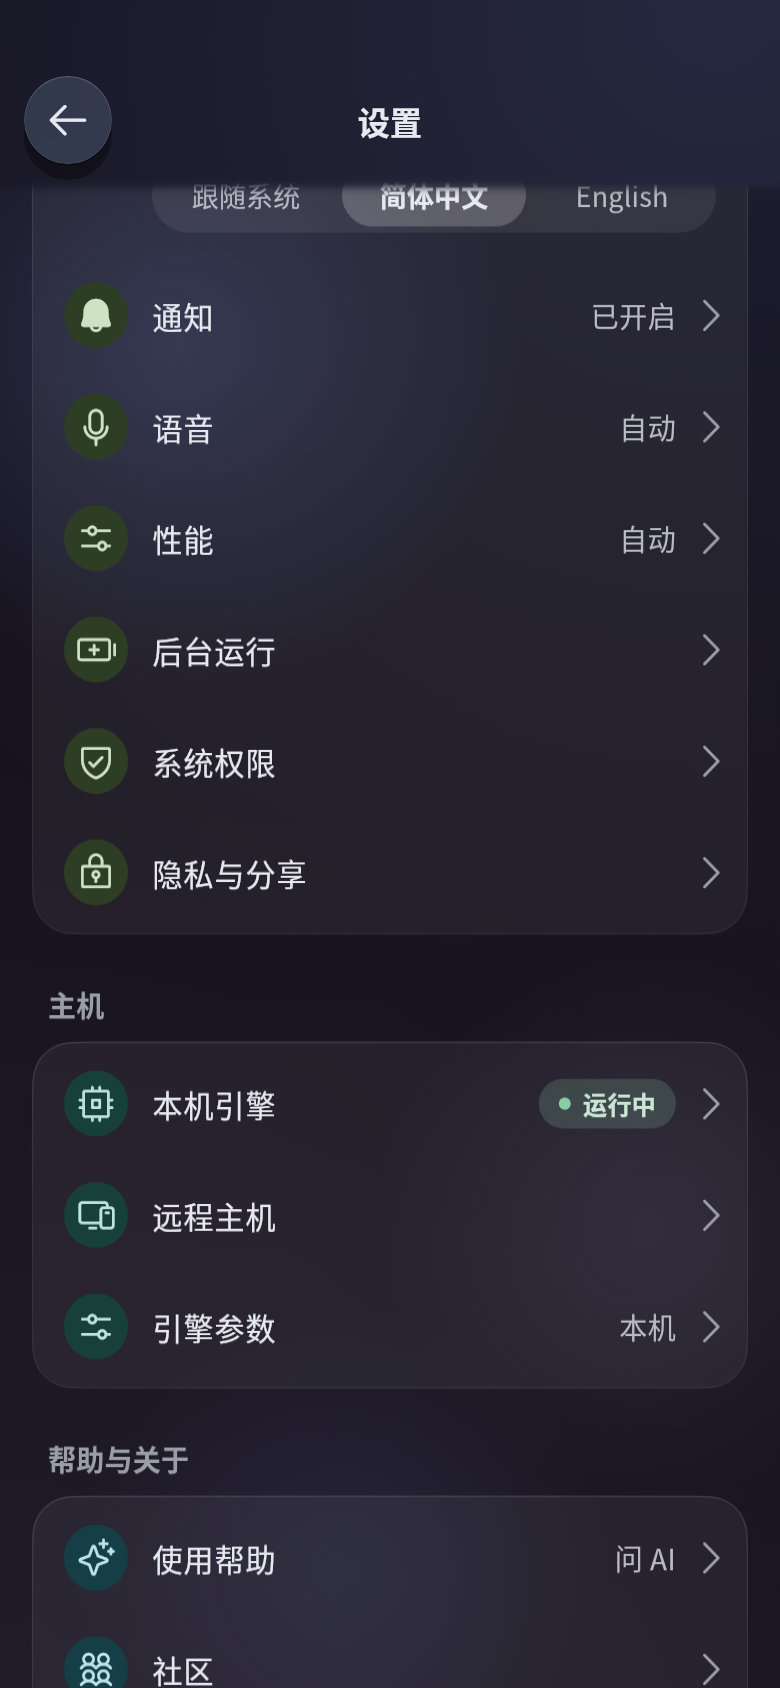 设置
跟随系统 简体中文 English
通知 已开启
语音 自动
性能 自动
后台运行
系统权限
隐私与分享
主机
本机引擎 运行中
远程主机
引擎参数 本机
帮助与关于
使用帮助 问 AI
社区